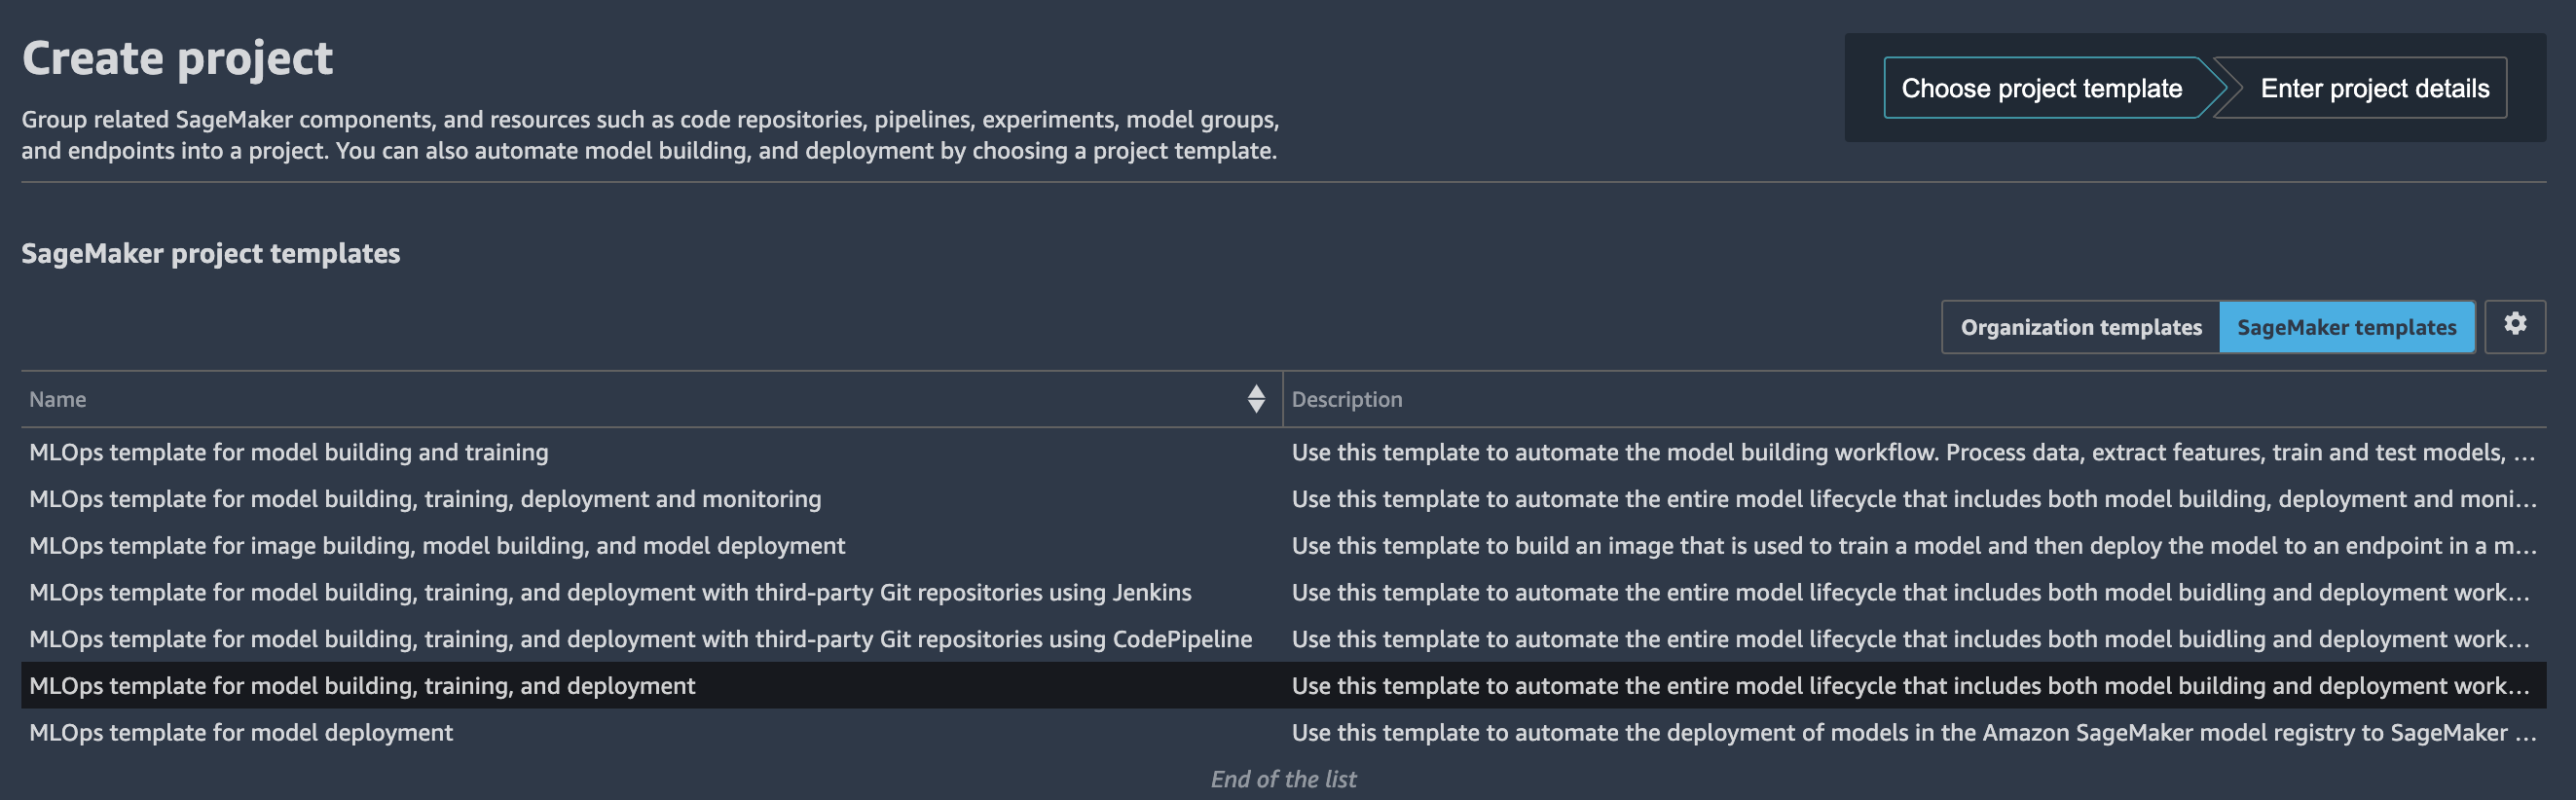 Create project
Choose project template
Enter project details
Group related SageMaker components, and resources such as code repositories, pipelines, experiments, model groups,
and endpoints into a project. You can also automate model building, and deployment by choosing a project template.
SageMaker project templates
Organization templates
SageMaker templates
Name
Description
MLOps template for model building and training
Use this template to automate the model building workflow. Process data, extract features, train and test models, ...
MLOps template for model building, training, deployment and monitoring
Use this template to automate the entire model lifecycle that includes both model building, deployment and moni...
MLOps template for image building, model building, and model deployment
Use this template to build an image that is used to train a model and then deploy the model to an endpoint in a m...
MLOps template for model building, training, and deployment with third-party Git repositories using Jenkins
Use this template to automate the entire model lifecycle that includes both model buidling and deployment work...
MLOps template for model building, training, and deployment with third-party Git repositories using CodePipeline
Use this template to automate the entire model lifecycle that includes both model buidling and deployment work...
MLOps template for model building, training, and deployment
Use this template to automate the entire model lifecycle that includes both model building and deployment work...
MLOps template for model deployment
Use this template to automate the deployment of models in the Amazon SageMaker model registry to SageMaker ...
End of the list